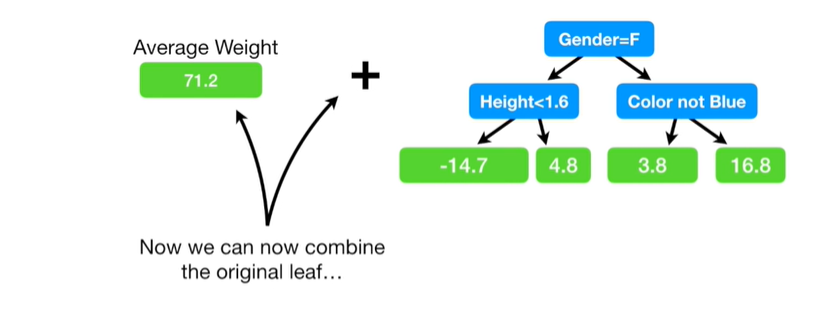 Average Weight
71.2
+
Gender=F
Height<1.6
Color not Blue
-14.7
4.8
3.8
16.8
Now we can now combine
the original leaf…